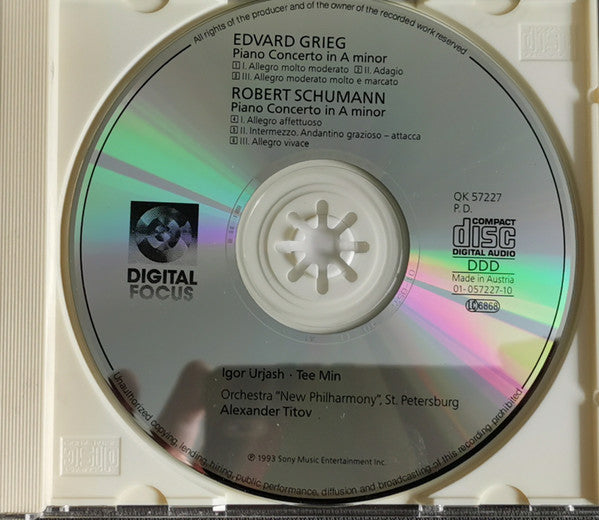 All rights of the producer and of the owner of the recorded work reserved
EDVARD GRIEG
Piano Concerto in A minor
1 I. Allegro molto moderato 2 II. Adagio
3 III. Allegro moderato molto e marcato
ROBERT SCHUMANN
Piano Concerto in A minor
4 I. Allegro affettuoso
5 II. Intermezzo, Andantino grazioso – attacca
6 III. Allegro vivace
QK 57227
P. D.
COMPACT
disc
DIGITAL AUDIO
DDD
Made in Austria
01-057227-10
LC 6868
DIGITAL
FOCUS
Igor Urjash · Tee Min
Orchestra "New Philharmony", St. Petersburg
Alexander Titov
℗ 1993 Sony Music Entertainment Inc.
Unauthorized copying, lending, hiring, public performance, diffusion and broadcasting of this recording prohibited